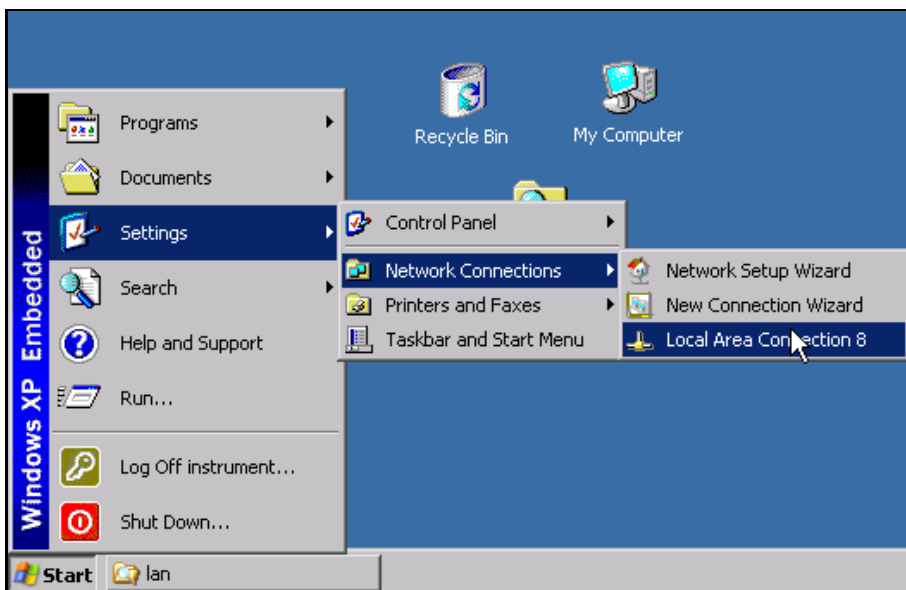 Recycle Bin
My Computer
Windows XP Embedded
Programs
Documents
Settings
Search
Help and Support
Run...
Log Off instrument...
Shut Down...
Control Panel
Network Connections
Printers and Faxes
Taskbar and Start Menu
Network Setup Wizard
New Connection Wizard
Local Area Connection 8
Start
lan